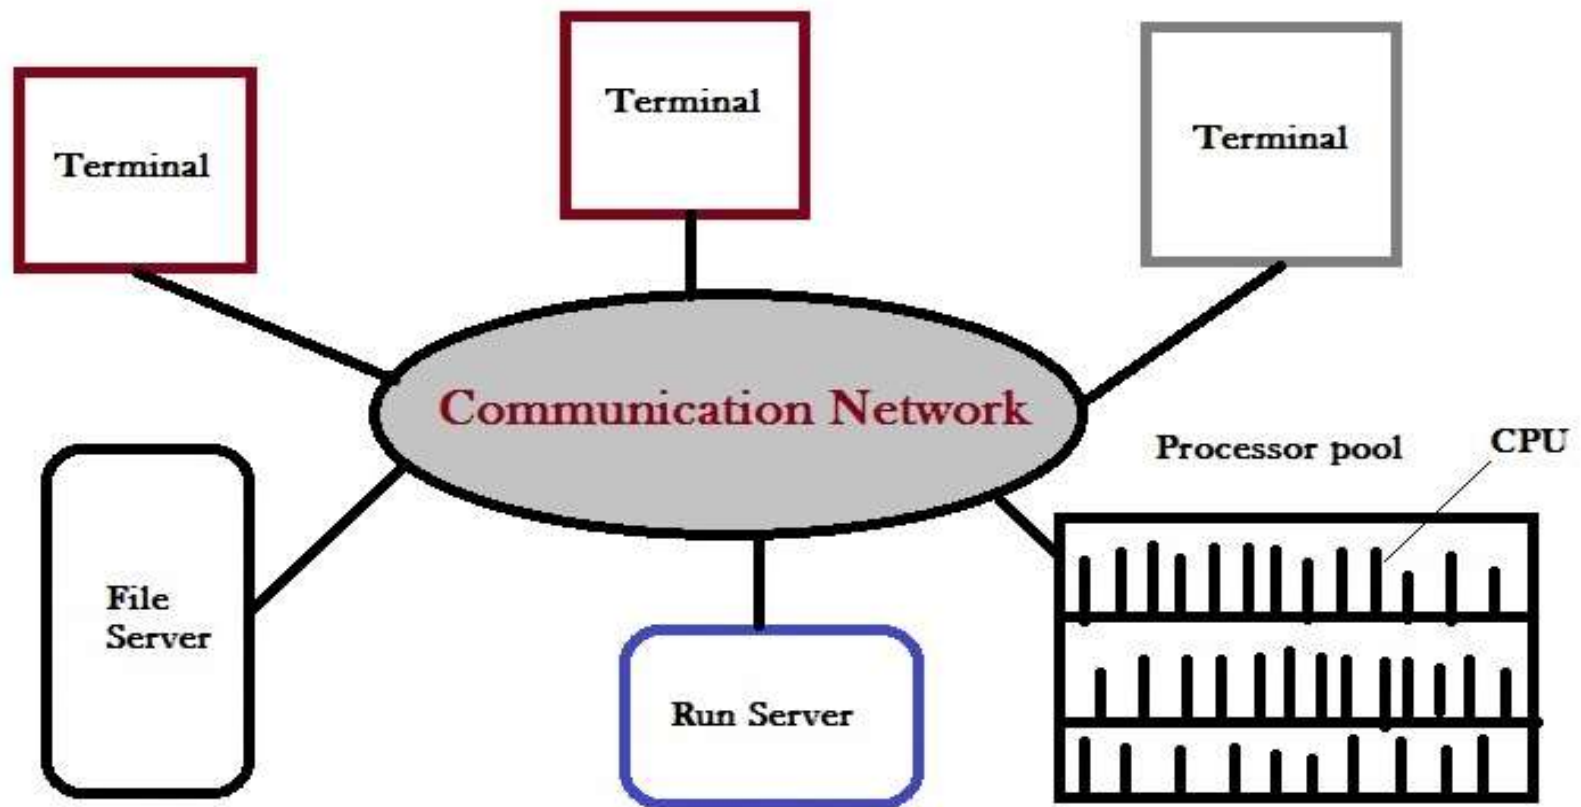 Terminal
Terminal
Terminal
Communication Network
Processor pool
CPU
File
Server
Run Server